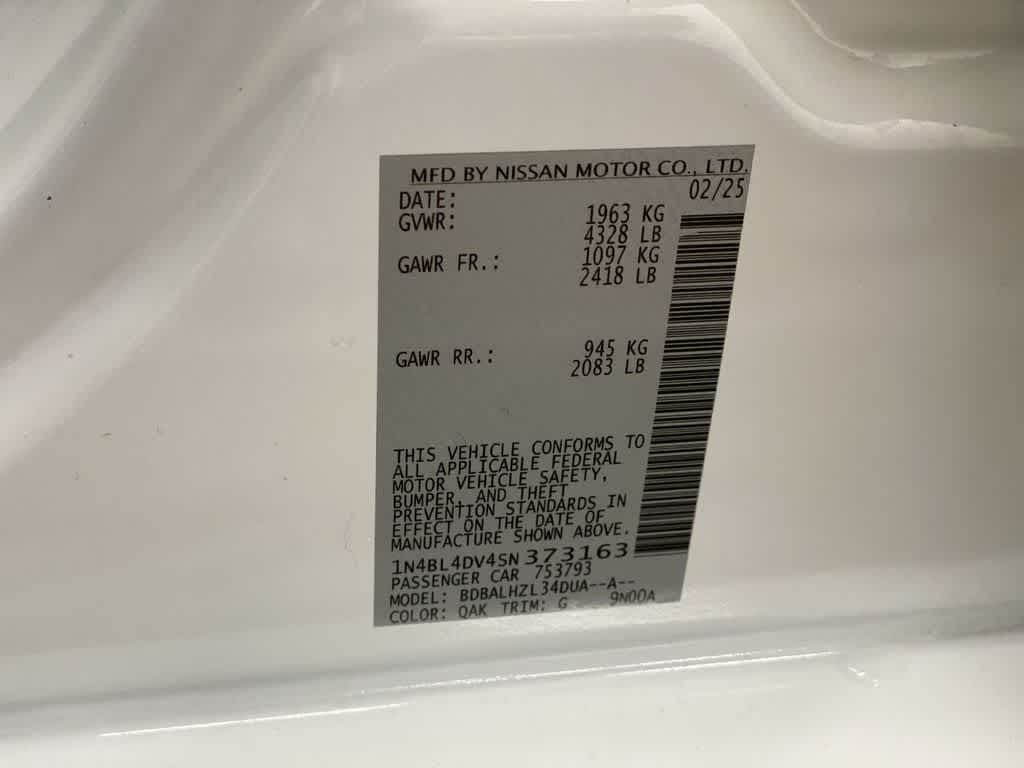 MFD BY NISSAN MOTOR CO., LTD.
DATE: 02/25
GVWR: 1963 KG
4328 LB
GAWR FR.: 1097 KG
2418 LB
GAWR RR.: 945 KG
2083 LB
THIS VEHICLE CONFORMS TO
ALL APPLICABLE FEDERAL
MOTOR VEHICLE SAFETY,
BUMPER, AND THEFT
PREVENTION STANDARDS IN
EFFECT ON THE DATE OF
MANUFACTURE SHOWN ABOVE.
1N4BL4DV4SN373163
PASSENGER CAR 753793
MODEL: BDBALHZL34DUA--A--
COLOR: QAK TRIM: G 9N00A